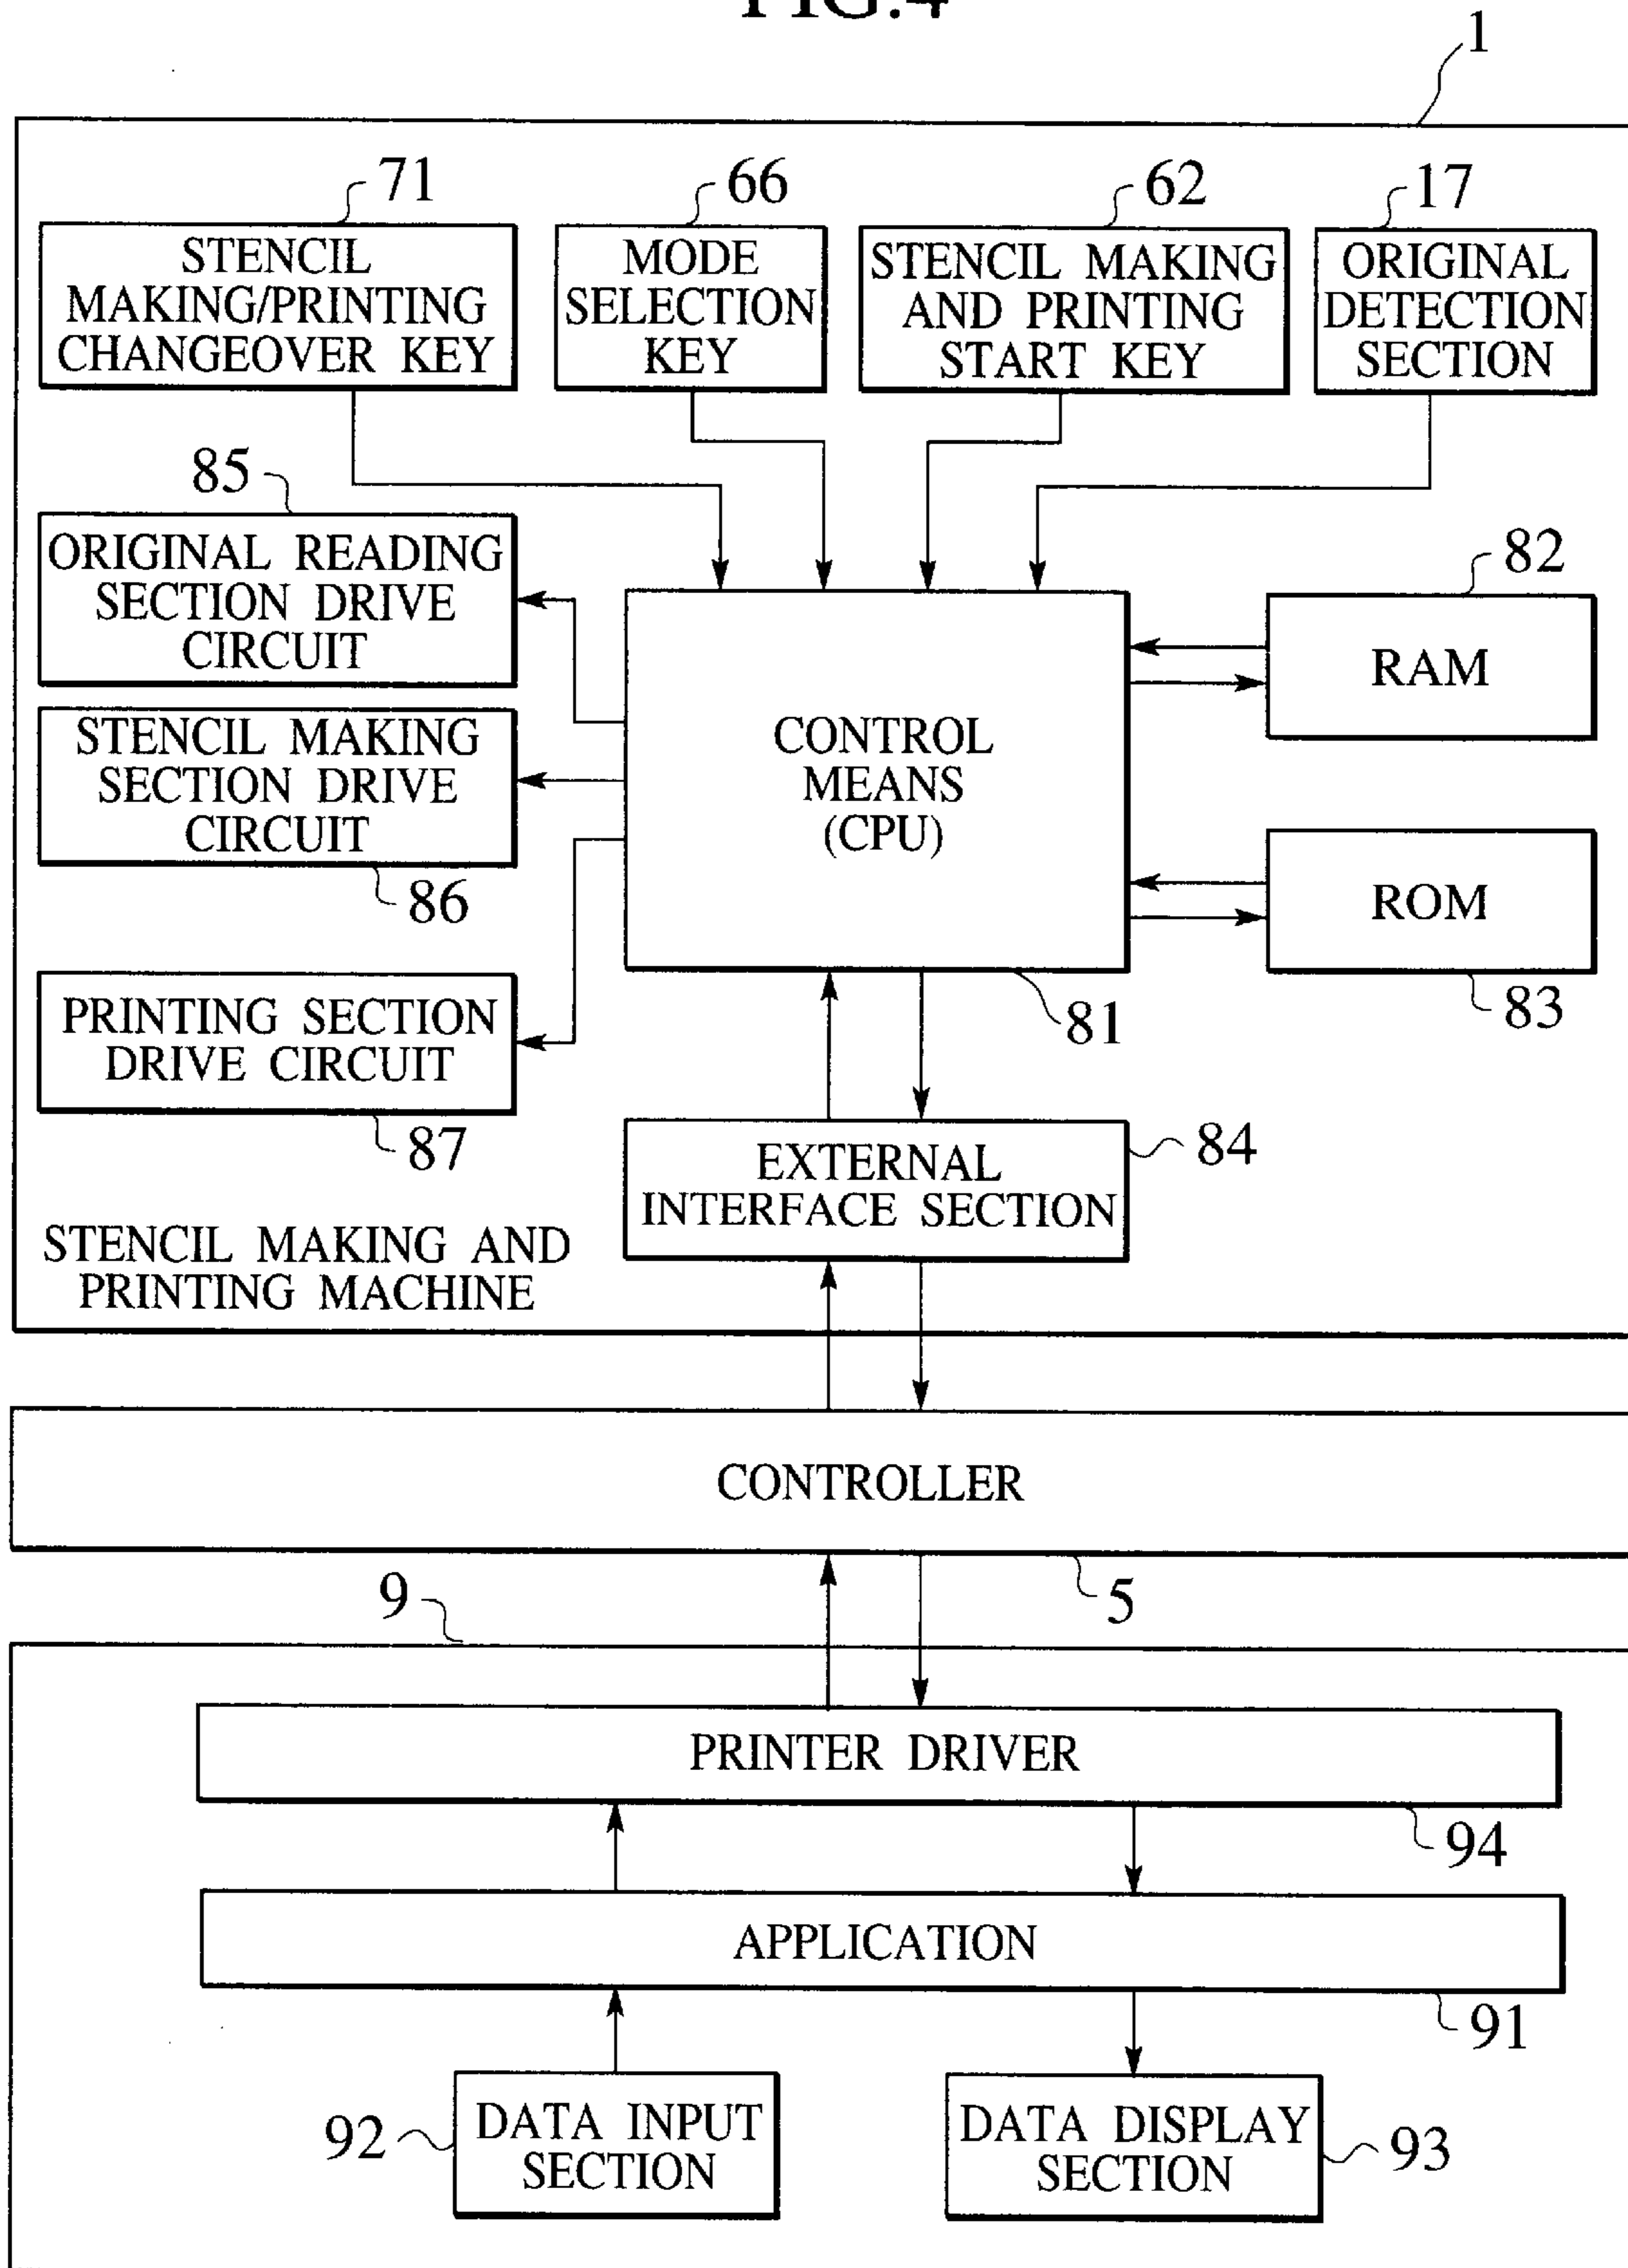 FIG.4
1
71
66
62
17
STENCIL
MAKING/PRINTING
CHANGEOVER KEY
MODE
SELECTION
KEY
STENCIL MAKING
AND PRINTING
START KEY
ORIGINAL
DETECTION
SECTION
85
ORIGINAL READING
SECTION DRIVE
CIRCUIT
82
RAM
STENCIL MAKING
SECTION DRIVE
CIRCUIT
86
CONTROL
MEANS
(CPU)
81
ROM
83
PRINTING SECTION
DRIVE CIRCUIT
87
EXTERNAL
INTERFACE SECTION
84
STENCIL MAKING AND
PRINTING MACHINE
CONTROLLER
5
9
PRINTER DRIVER
94
APPLICATION
91
92
DATA INPUT
SECTION
DATA DISPLAY
SECTION
93